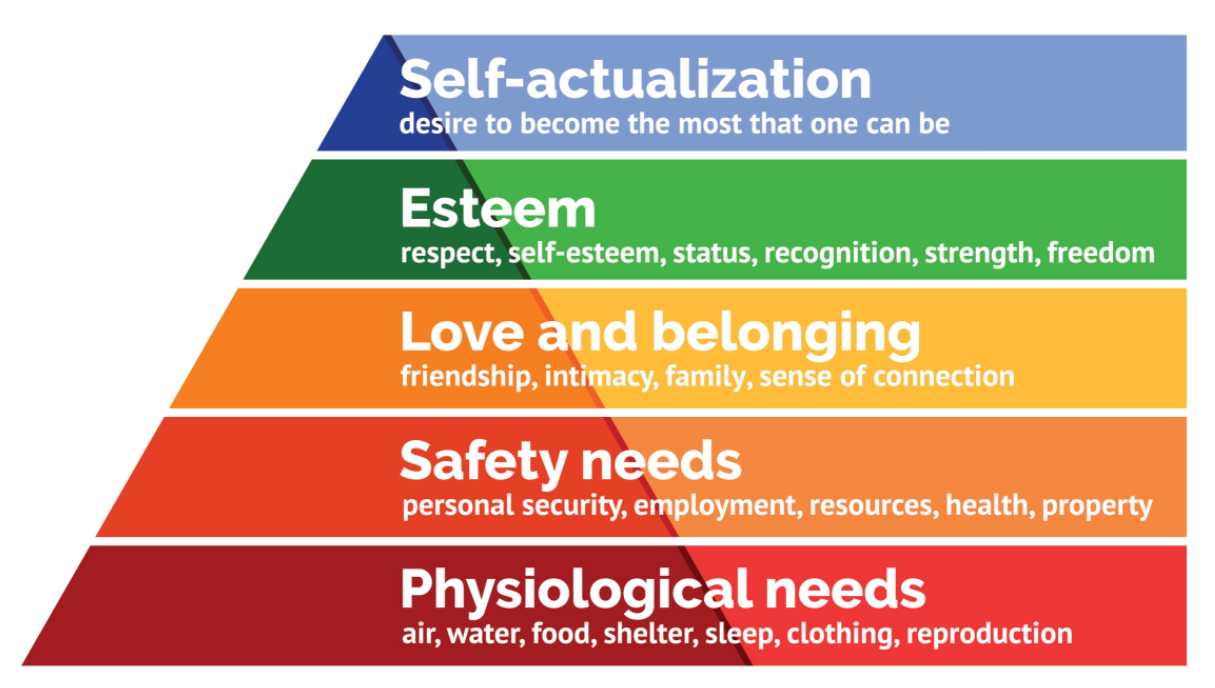 Self-actualization
desire to become the most that one can be
Esteem
respect, self-esteem, status, recognition, strength, freedom
Love and belonging
friendship, intimacy, family, sense of connection
Safety needs
personal security, employment, resources, health, property
Physiological needs
air, water, food, shelter, sleep, clothing, reproduction